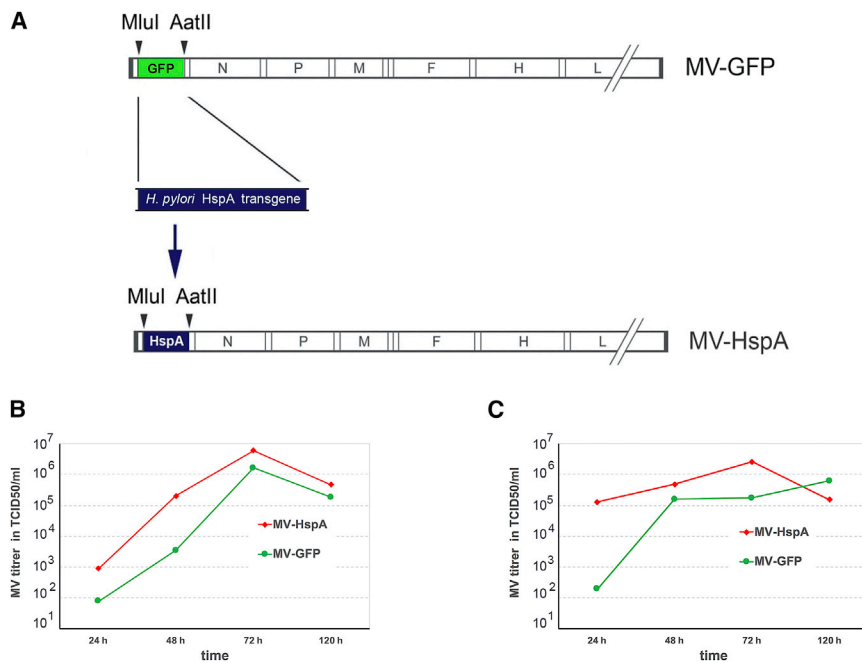 A
MluI AatII
GFP N P M F H L
MV-GFP
H. pylori HspA transgene
MluI AatII
HspA N P M F H L
MV-HspA
B
MV titrer in TCID50/ml
10^7
10^6
10^5
10^4
10^3
10^2
10^1
MV-HspA
MV-GFP
24 h 48 h 72 h 120 h
time
C
MV titrer in TCID50/ml
10^7
10^6
10^5
10^4
10^3
10^2
10^1
MV-HspA
MV-GFP
24 h 48 h 72 h 120 h
time